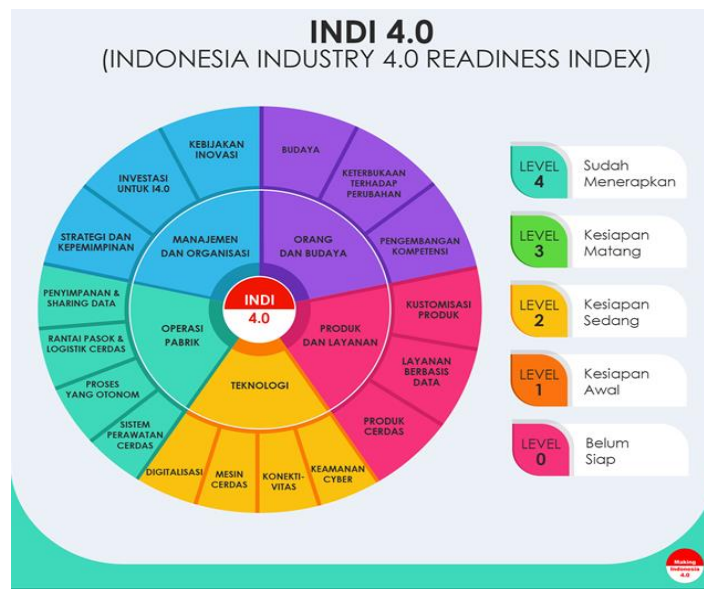 INDI 4.0
(INDONESIA INDUSTRY 4.0 READINESS INDEX)
KEBIJAKAN
INOVASI
INVESTASI
UNTUK I4.0
STRATEGI DAN
KEPEMIMPINAN
MANAJEMEN
DAN ORGANISASI
BUDAYA
KETERBUKAAN
TERHADAP
PERUBAHAN
PENGEMBANGAN
KOMPETENSI
ORANG
DAN BUDAYA
PENYIMPANAN &
SHARING DATA
RANTAI PASOK &
LOGISTIK CERDAS
PROSES
YANG OTONOM
SISTEM
PERAWATAN
CERDAS
OPERASI
PABRIK
INDI
4.0
PRODUK
DAN LAYANAN
KUSTOMISASI
PRODUK
LAYANAN
BERBASIS
DATA
PRODUK
CERDAS
TEKNOLOGI
DIGITALISASI
MESIN
CERDAS
KONEKTI-
VITAS
KEAMANAN
CYBER
LEVEL
4
Sudah
Menerapkan
LEVEL
3
Kesiapan
Matang
LEVEL
2
Kesiapan
Sedang
LEVEL
1
Kesiapan
Awal
LEVEL
0
Belum
Siap
Making
Indonesia
4.0